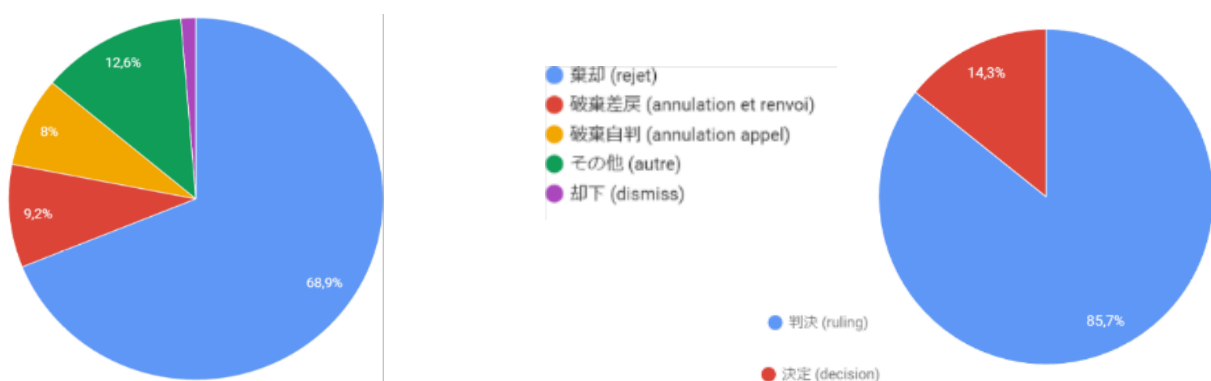 12,6%
8%
9,2%
68,9%
棄却 (rejet)
破棄差戻 (annulation et renvoi)
破棄自判 (annulation appel)
その他 (autre)
却下 (dismiss)
14,3%
85,7%
判決 (ruling)
決定 (decision)